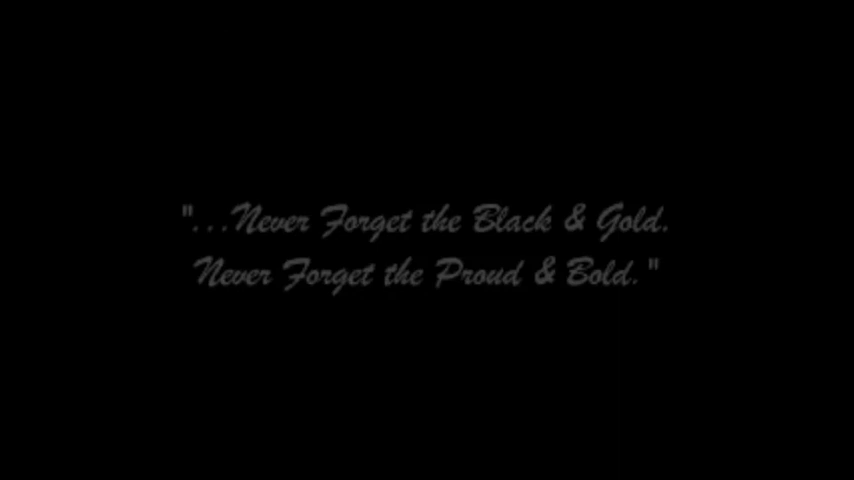 "...Never Forget the Black & Gold.
Never Forget the Proud & Bold."